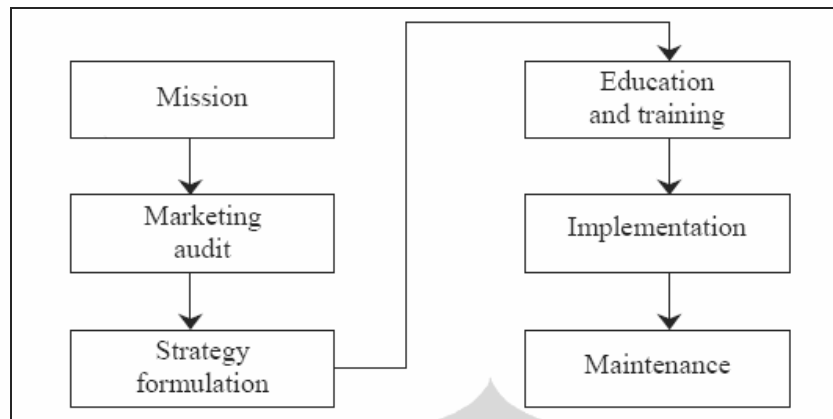 Mission
Marketing
audit
Strategy
formulation
Education
and training
Implementation
Maintenance